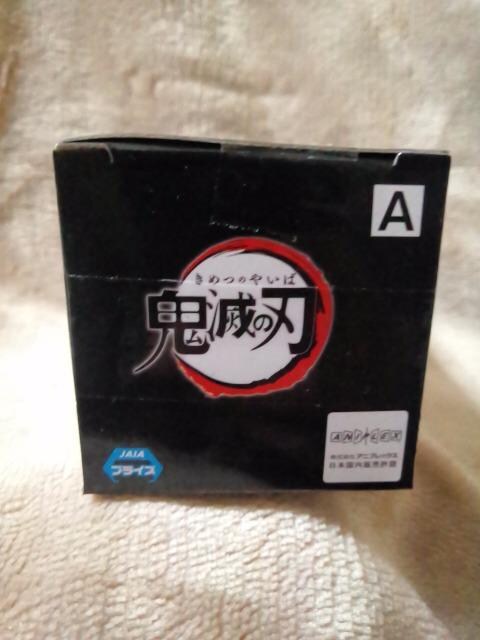 A
きめつのやいば
鬼滅の刃
JAIA
プライズ
ANIPLEX
株式会社 アニプレックス
日本国内販売許諾